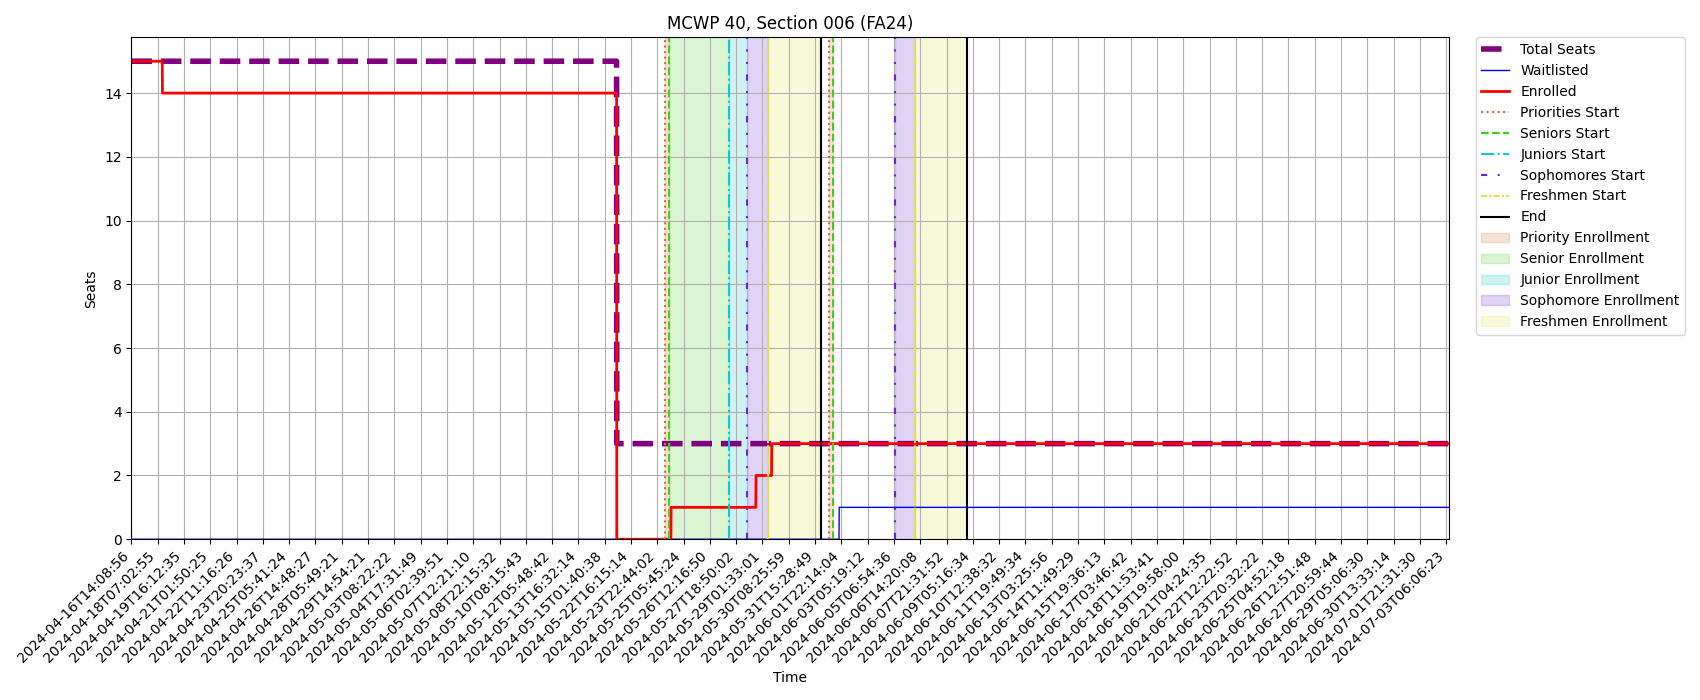 MCWP 40, Section 006 (FA24)
Total Seats
Waitlisted
Enrolled
Priorities Start
Seniors Start
Juniors Start
Sophomores Start
Freshmen Start
End
Priority Enrollment
Senior Enrollment
Junior Enrollment
Sophomore Enrollment
Freshmen Enrollment
Seats
14
12
10
8
6
4
2
0
2024-04-16T14:08:56
2024-04-18T07:02:55
2024-04-19T16:12:35
2024-04-21T01:50:25
2024-04-22T11:16:26
2024-04-23T20:23:37
2024-04-25T05:41:24
2024-04-26T14:48:27
2024-04-28T05:49:21
2024-04-29T14:54:21
2024-05-03T08:22:22
2024-05-04T17:31:49
2024-05-06T02:39:51
2024-05-07T12:21:10
2024-05-08T22:15:32
2024-05-10T08:15:43
2024-05-12T05:48:42
2024-05-13T16:32:14
2024-05-15T01:40:38
2024-05-22T16:15:14
2024-05-23T22:44:02
2024-05-25T05:45:24
2024-05-26T12:16:50
2024-05-27T18:50:02
2024-05-29T01:33:01
2024-05-30T08:25:59
2024-05-31T15:28:49
2024-06-01T22:14:04
2024-06-03T05:19:12
2024-06-05T06:54:36
2024-06-06T14:20:08
2024-06-07T21:31:52
2024-06-09T05:16:34
2024-06-10T12:38:32
2024-06-11T19:49:34
2024-06-13T03:25:56
2024-06-14T11:49:29
2024-06-15T19:36:13
2024-06-17T03:46:42
2024-06-18T11:53:41
2024-06-19T19:58:00
2024-06-21T04:24:35
2024-06-22T12:22:52
2024-06-23T20:32:22
2024-06-25T04:52:18
2024-06-26T12:51:48
2024-06-27T20:59:44
2024-06-29T05:06:30
2024-06-30T13:33:14
2024-07-01T21:31:30
2024-07-03T06:06:23
Time